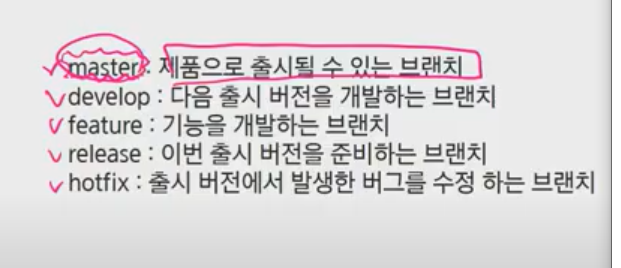 master : 제품으로 출시될 수 있는 브랜치
develop : 다음 출시 버전을 개발하는 브랜치
feature : 기능을 개발하는 브랜치
release : 이번 출시 버전을 준비하는 브랜치
hotfix : 출시 버전에서 발생한 버그를 수정 하는 브랜치